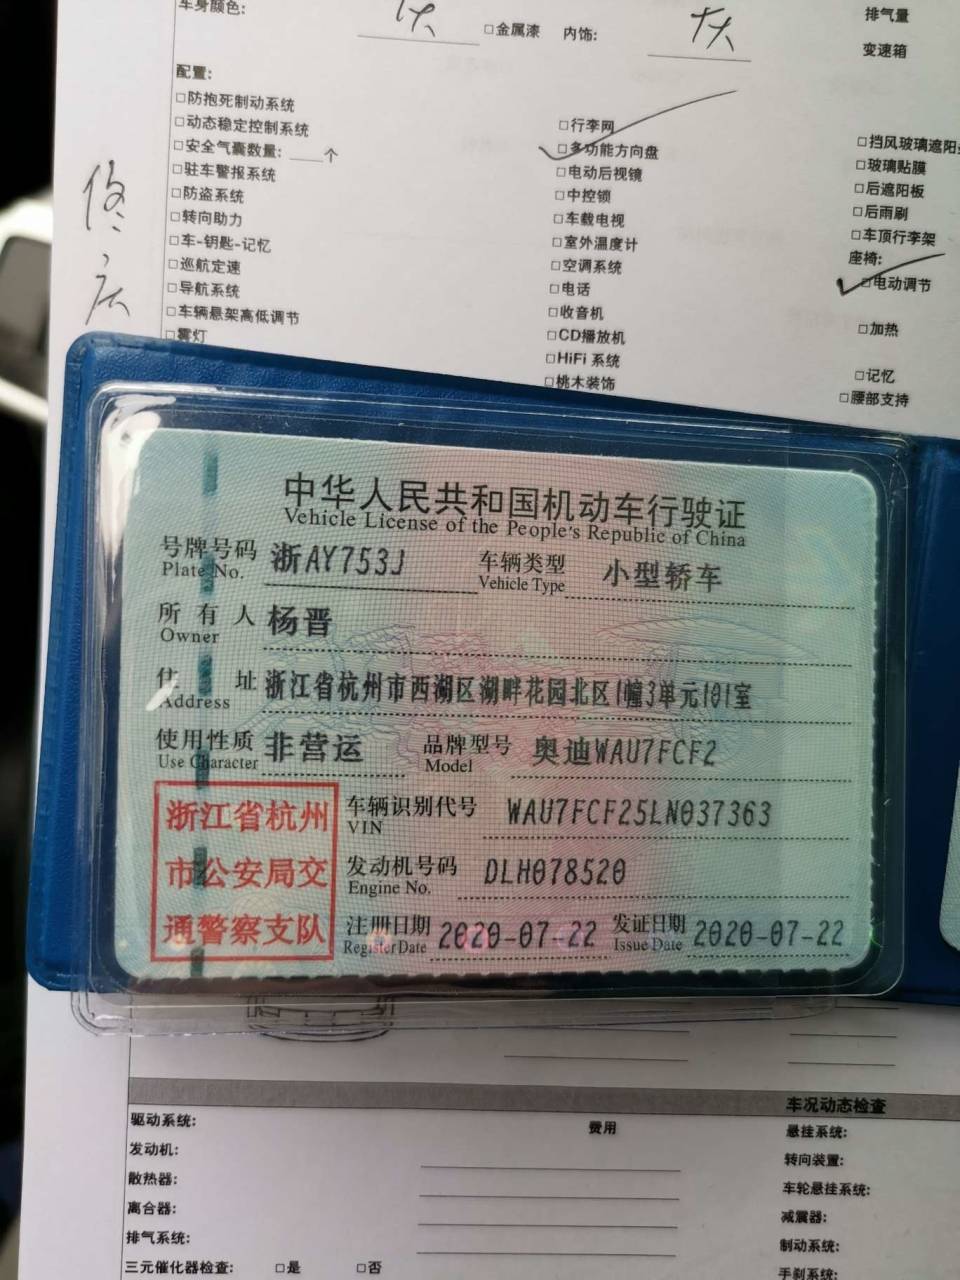 车身颜色: 灰 □金属漆 内饰: 灰 排气量
变速箱
配置:
□防抱死制动系统
□动态稳定控制系统 □行李网
□安全气囊数量: 个 □多功能方向盘 □挡风玻璃遮阳
□驻车警报系统 □电动后视镜 □玻璃贴膜
□防盗系统 □中控锁 □后遮阳板
□转向助力 □车载电视 □后雨刷
□车-钥匙-记忆 □室外温度计 □车顶行李架
□巡航定速 □空调系统 座椅:
□导航系统 □电话 □电动调节
□车辆悬架高低调节 □收音机 □加热
□雾灯 □CD播放机
□HiFi 系统 □记忆
□桃木装饰 □腰部支持
中华人民共和国机动车行驶证
Vehicle License of the People's Republic of China
号牌号码 浙AY753J 车辆类型 小型轿车
Plate No. Vehicle Type
所有人 杨晋
Owner
住址 浙江省杭州市西湖区湖畔花园北区1幢3单元101室
Address
使用性质 非营运 品牌型号 奥迪WAU7FCF2
Use Character Model
浙江省杭州
市公安局交
通警察支队
车辆识别代号 WAU7FCF25LN037363
VIN
发动机号码 DLH078520
Engine No.
注册日期 2020-07-22 发证日期 2020-07-22
Register Date Issue Date
车况动态检查
驱动系统: 费用 悬挂系统:
发动机: 转向装置:
散热器: 车轮悬挂系统:
离合器: 减震器:
排气系统: 制动系统:
三元催化器检查: □是 □否 手刹系统: